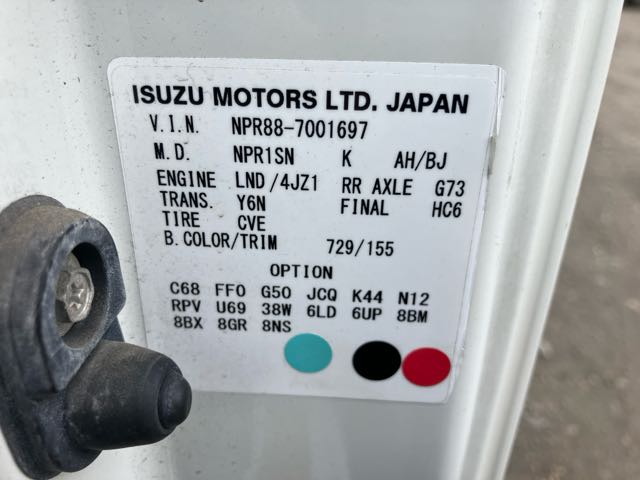 ISUZU MOTORS LTD. JAPAN
V.I.N. NPR88-7001697
M.D. NPR1SN K AH/BJ
ENGINE LND/4JZ1 RR AXLE G73
TRANS. Y6N FINAL HC6
TIRE CVE
B.COLOR/TRIM 729/155
OPTION
C68 FF0 G50 JCQ K44 N12
RPV U69 38W 6LD 6UP 8BM
8BX 8GR 8NS